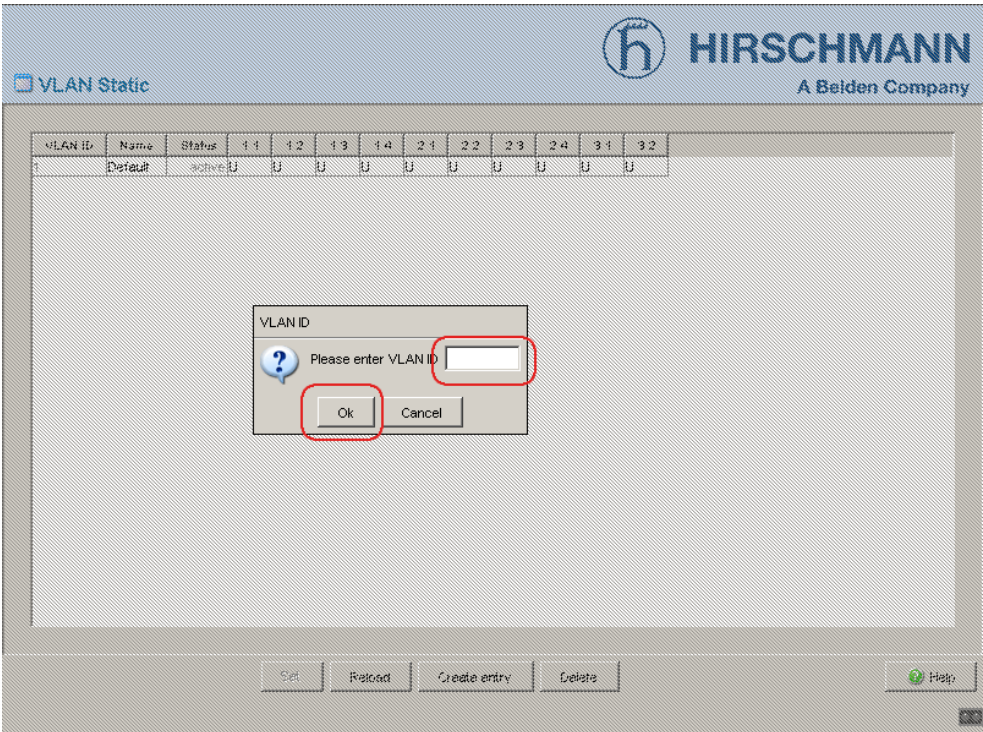 HIRSCHMANN
VLAN Static
A Belden Company
VLAN ID Name Status 1.1 1.2 1.3 1.4 2.1 2.2 2.3 2.4 3.1 3.2
1 Default active U U U U U U U U U U
VLAN ID
Please enter VLAN ID
Ok Cancel
Set Reload Create entry Delete Help